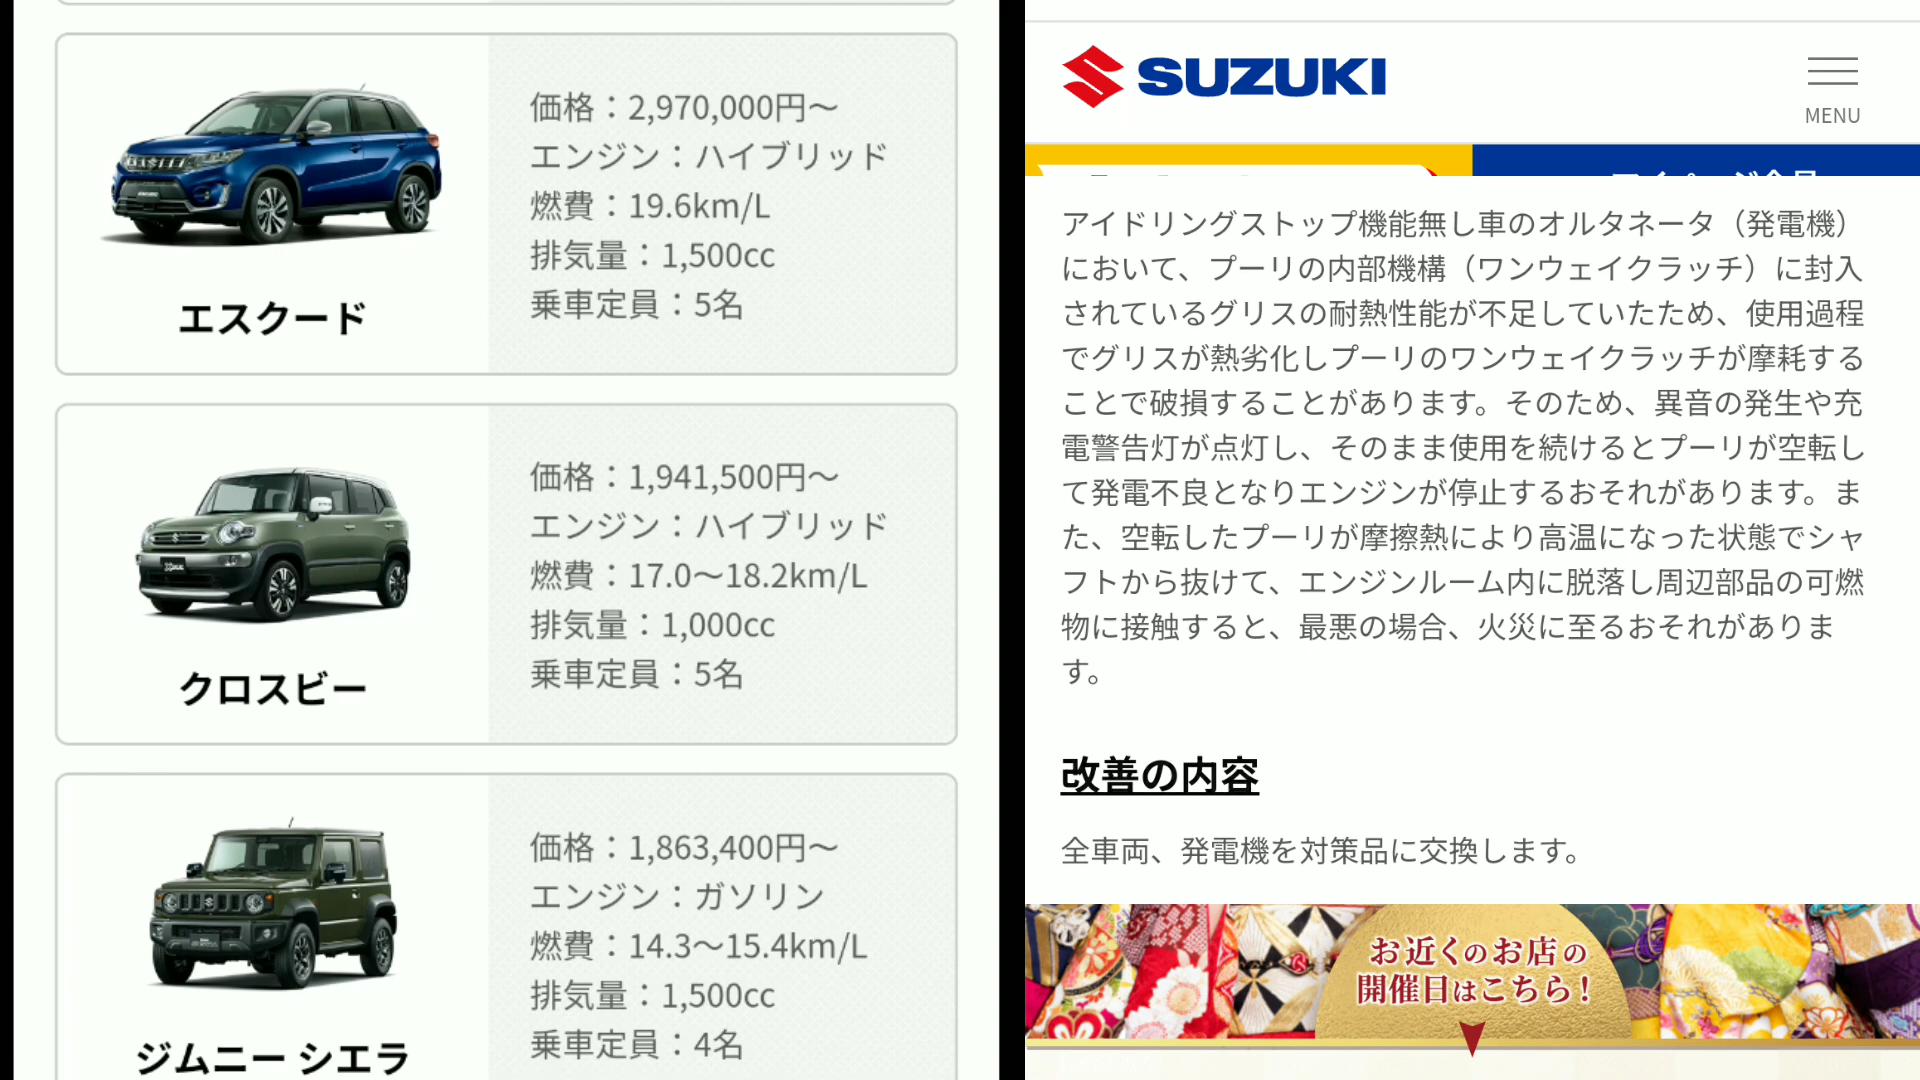 価格：2,970,000円～
エンジン：ハイブリッド
燃費：19.6km/L
排気量：1,500cc
乗車定員：5名
エスクード
価格：1,941,500円～
エンジン：ハイブリッド
燃費：17.0～18.2km/L
排気量：1,000cc
乗車定員：5名
クロスビー
価格：1,863,400円～
エンジン：ガソリン
燃費：14.3～15.4km/L
排気量：1,500cc
乗車定員：4名
ジムニー シエラ
SUZUKI
MENU
アイドリングストップ機能無し車のオルタネータ（発電機）
において、プーリの内部機構（ワンウェイクラッチ）に封入
されているグリスの耐熱性能が不足していたため、使用過程
でグリスが熱劣化しプーリのワンウェイクラッチが摩耗する
ことで破損することがあります。そのため、異音の発生や充
電警告灯が点灯し、そのまま使用を続けるとプーリが空転し
て発電不良となりエンジンが停止するおそれがあります。ま
た、空転したプーリが摩擦熱により高温になった状態でシャ
フトから抜けて、エンジンルーム内に脱落し周辺部品の可燃
物に接触すると、最悪の場合、火災に至るおそれがありま
す。
改善の内容
全車両、発電機を対策品に交換します。
お近くのお店の
開催日はこちら！